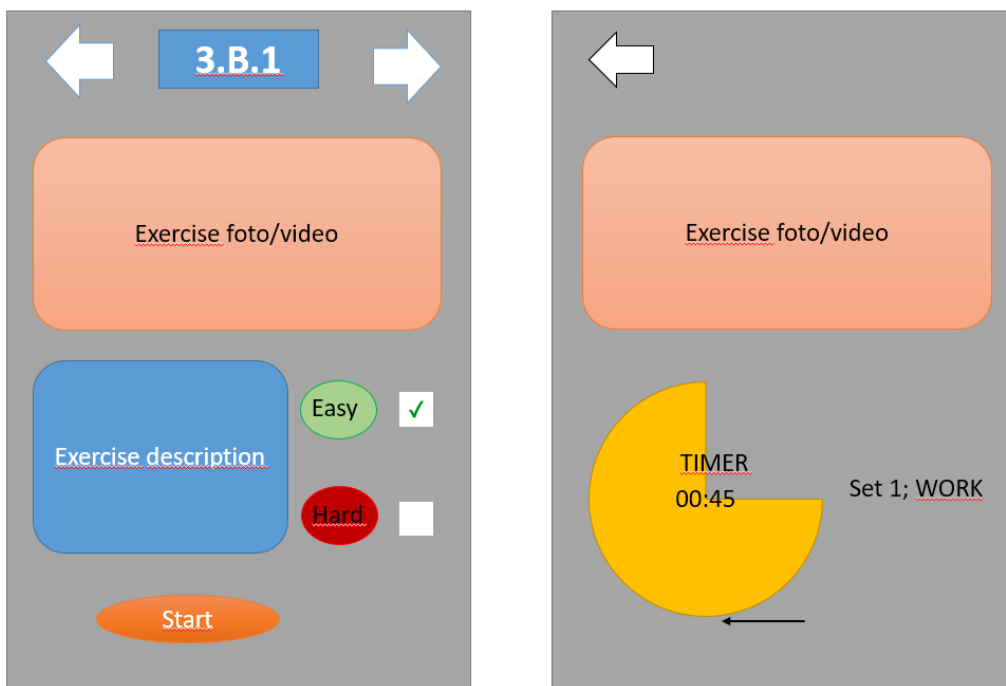 3.B.1
Exercise foto/video
Exercise description
Easy
Hard
Start
Exercise foto/video
TIMER
00:45
Set 1; WORK